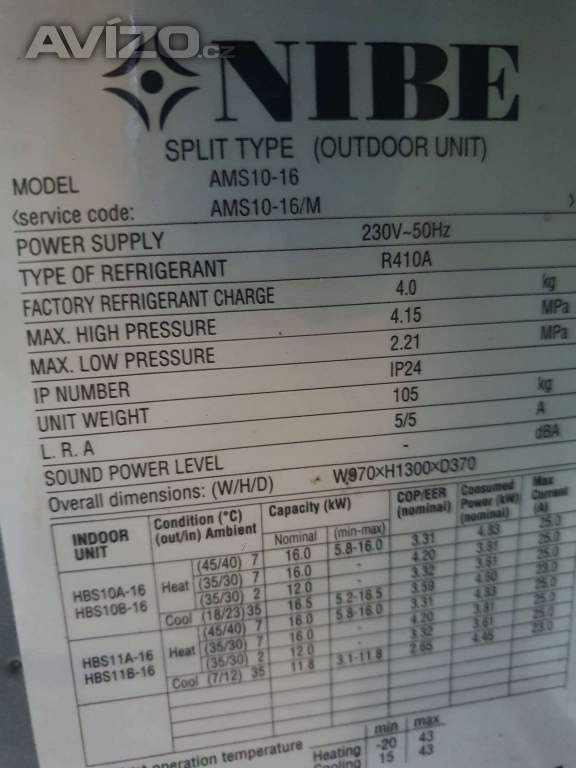 Avízo.cz
NIBE
SPLIT TYPE (OUTDOOR UNIT)
MODEL AMS10-16
<service code: AMS10-16/M >
POWER SUPPLY 230V~50Hz
TYPE OF REFRIGERANT R410A
FACTORY REFRIGERANT CHARGE 4.0 kg
MAX. HIGH PRESSURE 4.15 MPa
MAX. LOW PRESSURE 2.21 MPa
IP NUMBER IP24
UNIT WEIGHT 105 kg
L. R. A 5/5 A
SOUND POWER LEVEL - dBA
Overall dimensions: (W/H/D) W970×H1300×D370
INDOOR UNIT Condition (°C) (out/in) Ambient Capacity (kW) Nominal (min-max) COP/EER (nominal) Consumed Power (kW) (nominal) Max Current (A)
HBS10A-16
HBS10B-16
Heat (45/40) 7 16.0 5.8-16.0 3.31 4.83 25.0
(35/30) 7 16.0 - 4.20 3.81 25.0
(35/30) 2 12.0 - 3.32 3.61 25.0
Cool (18/23) 35 16.5 5.2-16.5 3.59 4.60 23.0
HBS11A-16
HBS11B-16
Heat (45/40) 7 16.0 5.8-16.0 3.31 4.83 25.0
(35/30) 7 16.0 - 4.20 3.81 25.0
(35/30) 2 12.0 - 3.32 3.61 25.0
Cool (7/12) 35 11.8 3.1-11.8 2.65 4.45 23.0
min max
operation temperature Heating -20 43
Cooling 15 43